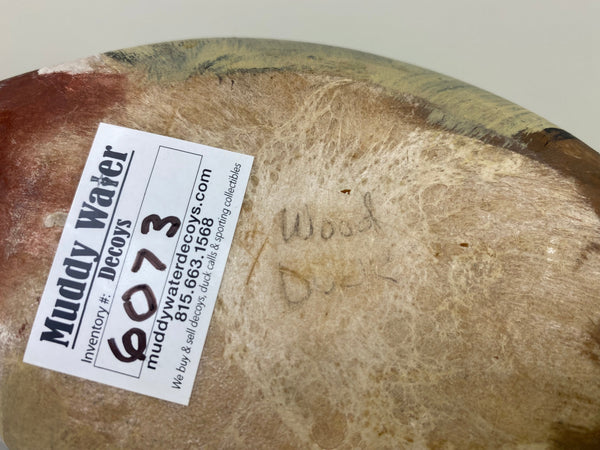 Muddy Water
Decoys
Inventory #:
6073
muddywaterdecoys.com
815.663.1568
We buy & sell decoys, duck calls & sporting collectibles
Wood
Duck